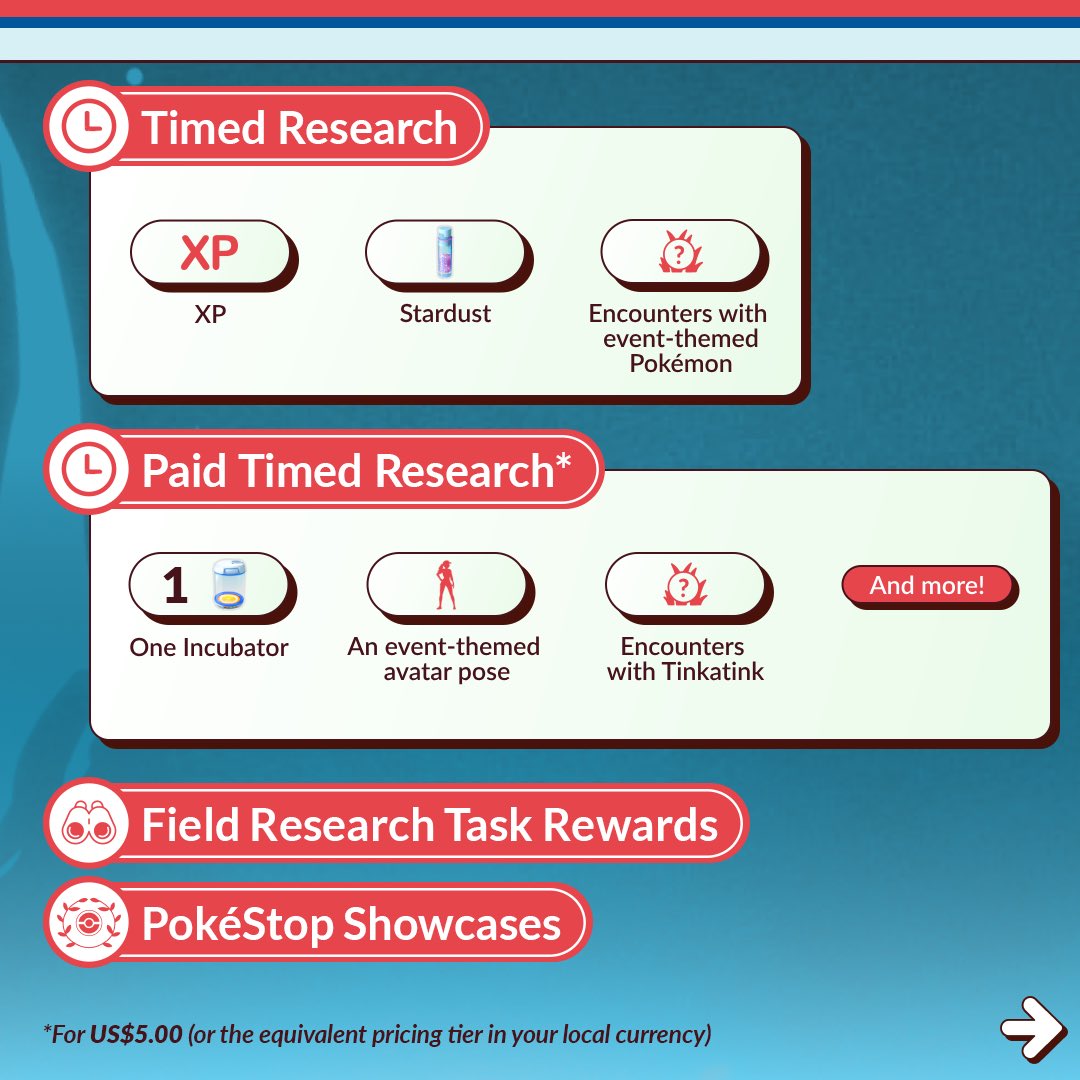 Timed Research
XP
XP
Stardust
?
Encounters with
event-themed
Pokémon
Paid Timed Research*
1
One Incubator
An event-themed
avatar pose
?
Encounters
with Tinkatink
And more!
Field Research Task Rewards
PokéStop Showcases
*For US$5.00 (or the equivalent pricing tier in your local currency)